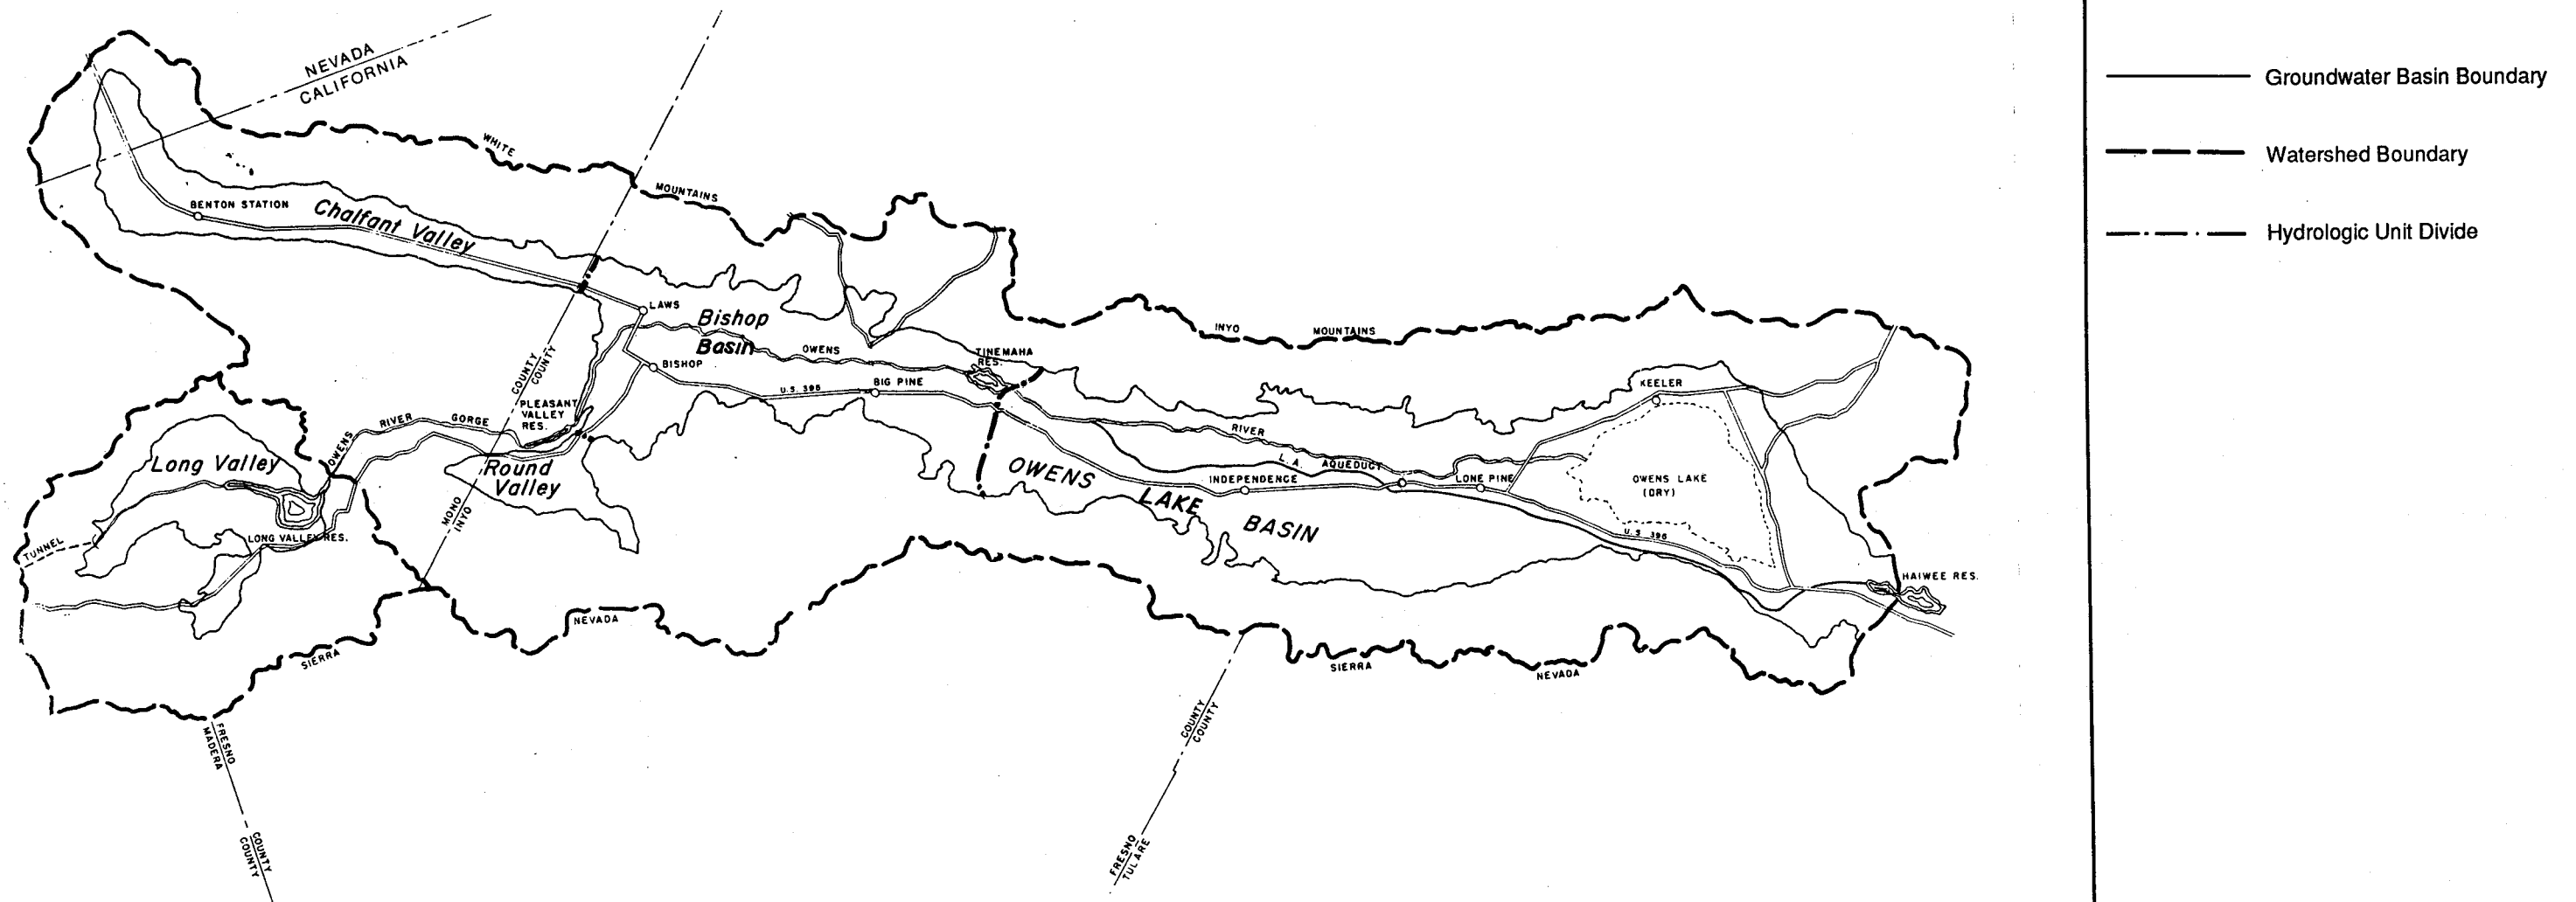 NEVADA
CALIFORNIA
WHITE
MOUNTAINS
BENTON STATION
Chalfant Valley
LAWS
Bishop
Basin
OWENS
TINEMAHA
RES.
BISHOP
U.S. 396
BIG PINE
COUNTY
COUNTY
PLEASANT
VALLEY
RES.
OWENS
RIVER
GORGE
Long Valley
Round
Valley
MONO
INYO
TUNNEL
LONG VALLEY RES.
INYO
MOUNTAINS
KEELER
RIVER
L.A. AQUEDUCT
OWENS
LAKE
BASIN
INDEPENDENCE
LONE PINE
OWENS LAKE
(DRY)
U.S. 396
HAIWEE RES.
SIERRA
NEVADA
SIERRA
NEVADA
FRESNO
MADERA
COUNTY
COUNTY
COUNTY
COUNTY
FRESNO
TULARE
Groundwater Basin Boundary
Watershed Boundary
Hydrologic Unit Divide